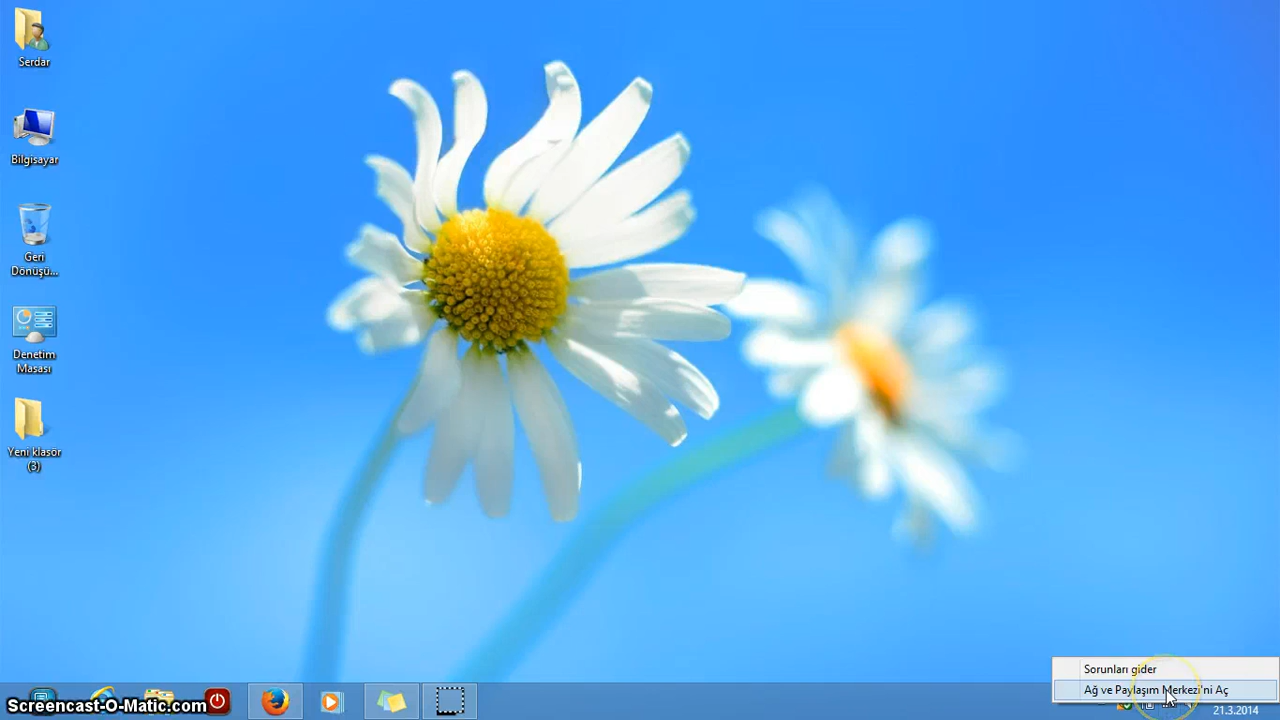 Serdar
Bilgisayar
Geri
Dönüşü...
Denetim
Masası
Yeni klasör
(3)
Sorunları gider
Ağ ve Paylaşım Merkezi'ni Aç
Screencast-O-Matic.com
21.3.2014